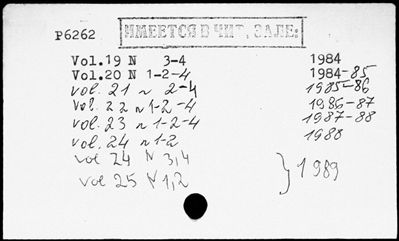 P6262 ИМЕЕТСЯ В ЧИТ. ЗАЛЕ.
Vol.19 N 3-4 1984
Vol.20 N 1-2-4 1984-85
vol. 21 N 2-4 1985-86
vol. 22 N 1-2-4 1986-87
vol. 23 N 1-2-4 1987-88
vol. 24 N 1-2 1988
vol 24 N 3,4
vol 25 N 1,2 } 1989